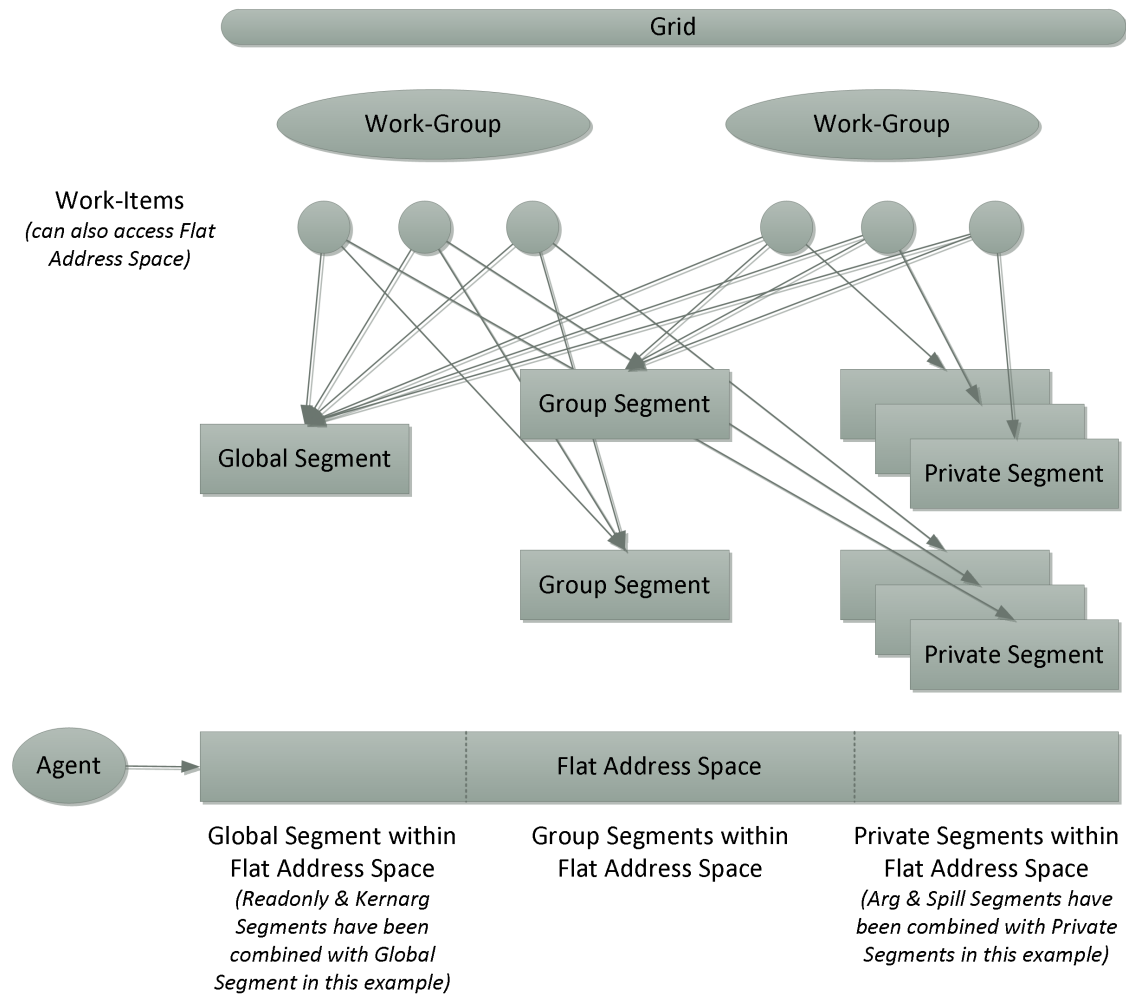 Grid
Work-Group
Work-Group
Work-Items
(can also access Flat
Address Space)
Group Segment
Global Segment
Private Segment
Group Segment
Private Segment
Agent
Flat Address Space
Global Segment within
Flat Address Space
(Readonly & Kernarg
Segments have been
combined with Global
Segment in this example)
Group Segments within
Flat Address Space
Private Segments within
Flat Address Space
(Arg & Spill Segments have
been combined with Private
Segments in this example)